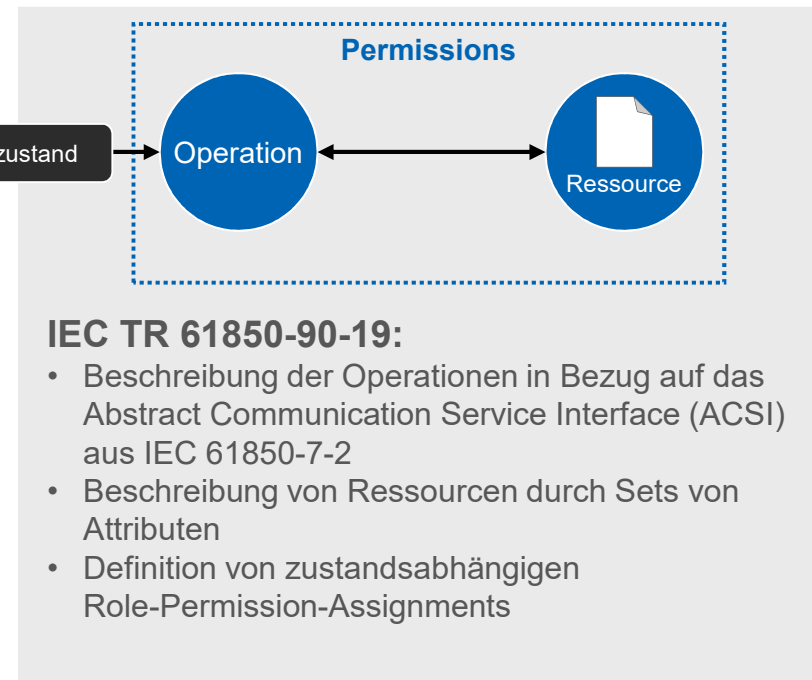 Permissions
zustand
Operation
Ressource
IEC TR 61850-90-19:
• Beschreibung der Operationen in Bezug auf das
Abstract Communication Service Interface (ACSI)
aus IEC 61850-7-2
• Beschreibung von Ressourcen durch Sets von
Attributen
• Definition von zustandsabhängigen
Role-Permission-Assignments